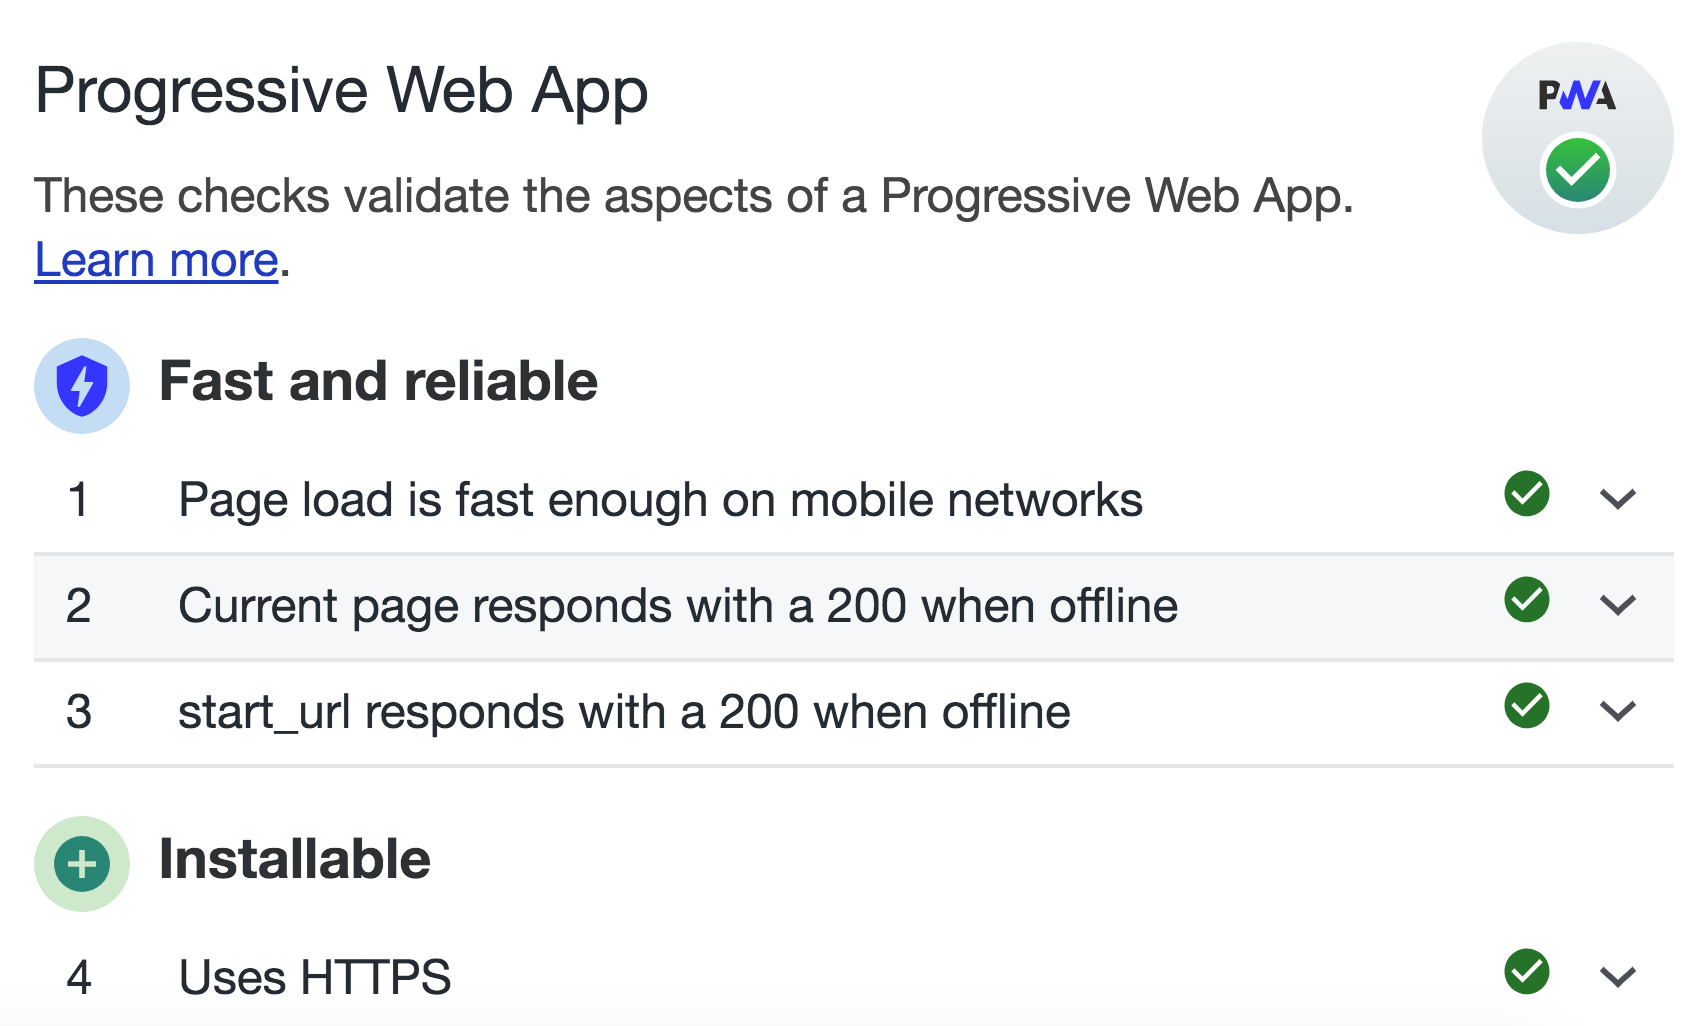 Progressive Web App
PWA
These checks validate the aspects of a Progressive Web App.
Learn more.
Fast and reliable
1 Page load is fast enough on mobile networks
2 Current page responds with a 200 when offline
3 start_url responds with a 200 when offline
Installable
4 Uses HTTPS